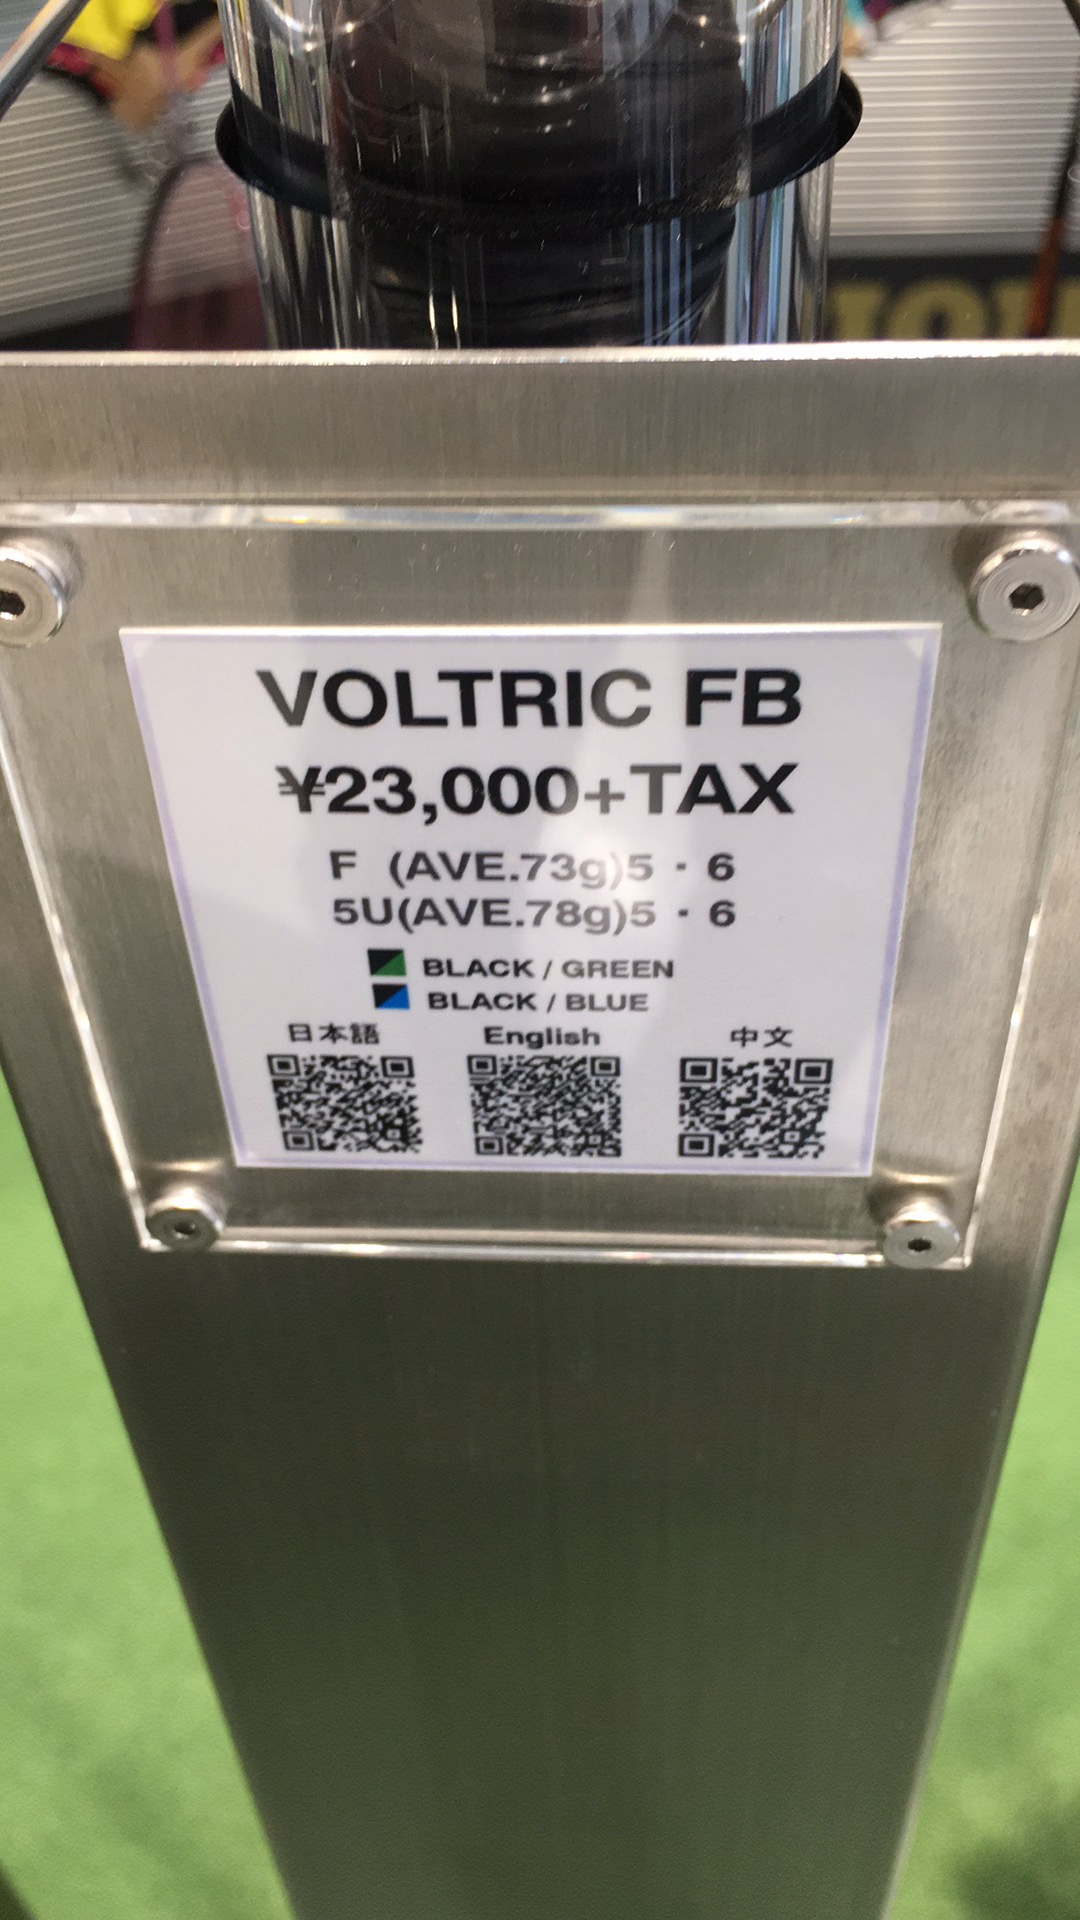 VOLTRIC FB
¥23,000+TAX
F (AVE.73g)5・6
5U(AVE.78g)5・6
BLACK / GREEN
BLACK / BLUE
日本語 English 中文